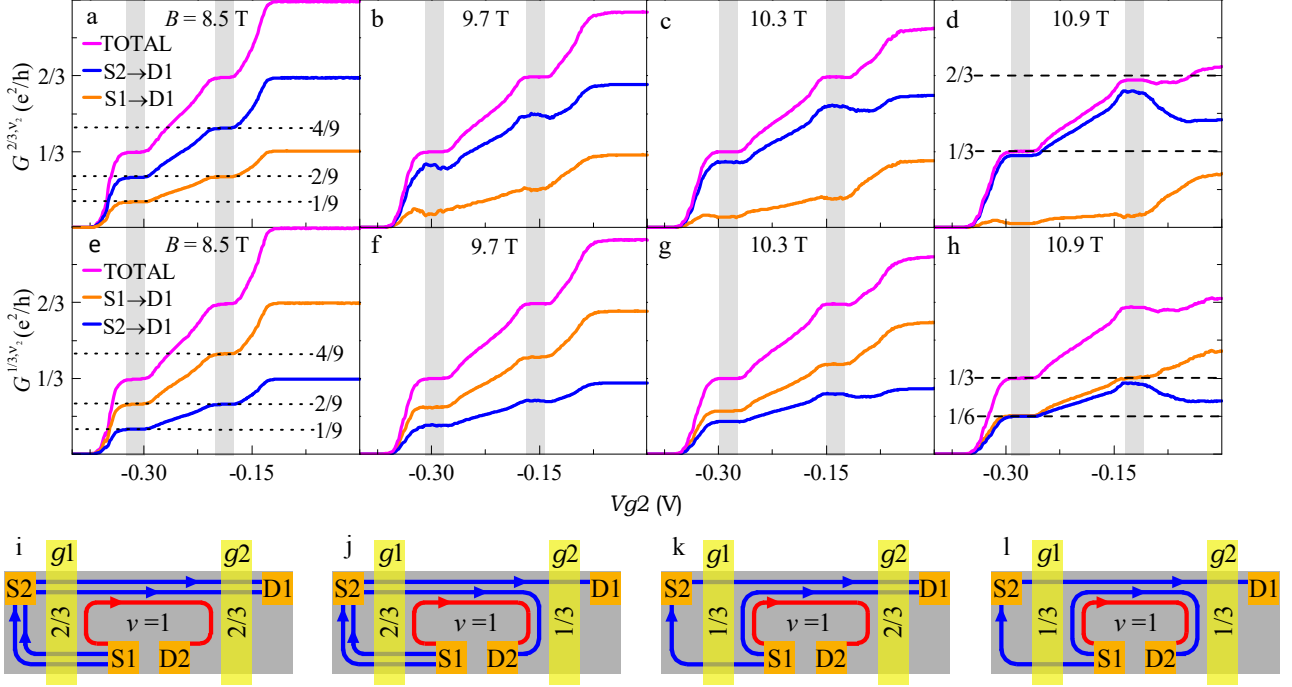 a B = 8.5 T
b 9.7 T
c 10.3 T
d 10.9 T
TOTAL
S2→D1
S1→D1
2/3
1/3
G^{2/3,ν₂} (e²/h)
4/9
2/9
1/9
2/3
1/3
e B = 8.5 T
f 9.7 T
g 10.3 T
h 10.9 T
TOTAL
S1→D1
S2→D1
2/3
1/3
G^{1/3,ν₂} (e²/h)
4/9
2/9
1/9
1/3
1/6
-0.30 -0.15 -0.30 -0.15 -0.30 -0.15 -0.30 -0.15
Vg2 (V)
i g1 g2
S2 D1
2/3 ν=1 2/3
S1 D2
j g1 g2
S2 D1
2/3 ν=1 1/3
S1 D2
k g1 g2
S2 D1
1/3 ν=1 2/3
S1 D2
l g1 g2
S2 D1
1/3 ν=1 1/3
S1 D2